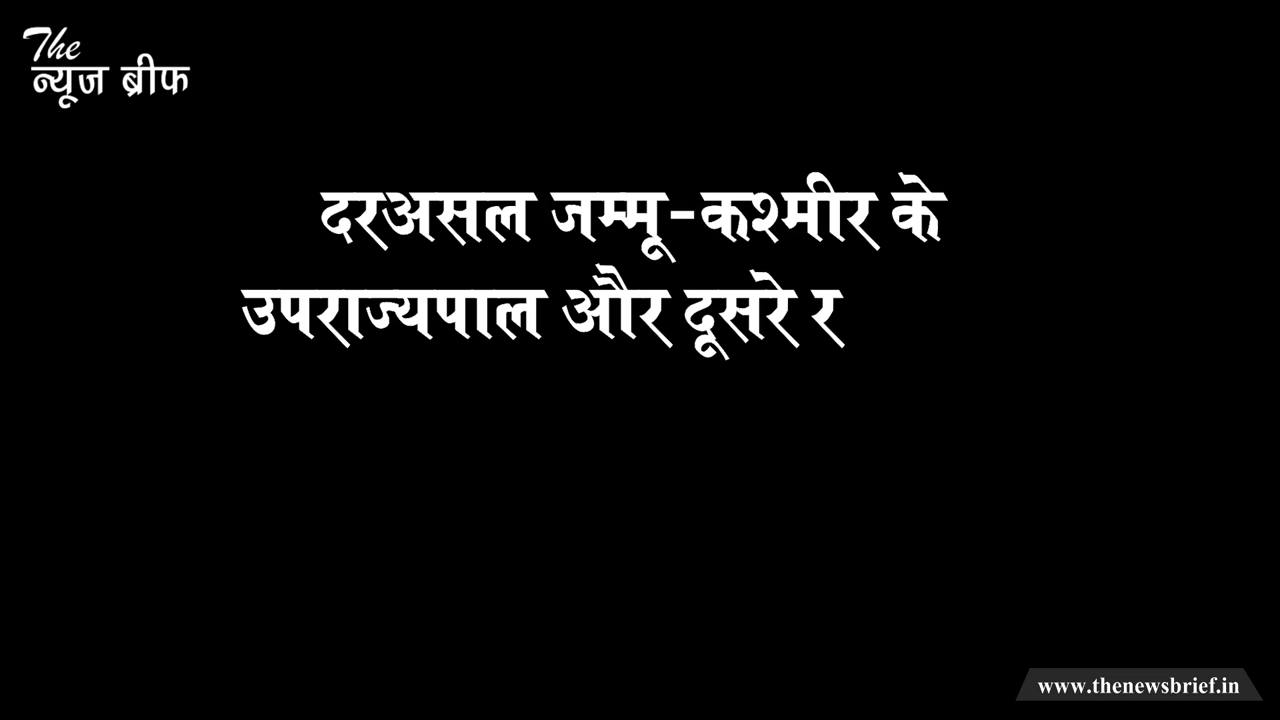 The
न्यूज ब्रीफ
दरअसल जम्मू-कश्मीर के
उपराज्यपाल और दूसरे र
www.thenewsbrief.in